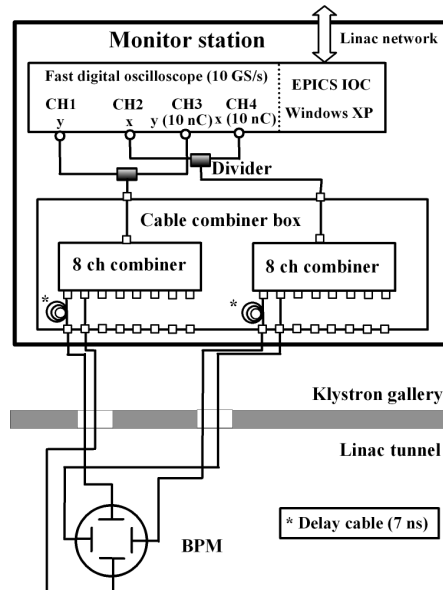 Monitor station
Linac network
Fast digital oscilloscope (10 GS/s)
EPICS IOC
Windows XP
CH1 CH2 CH3 CH4
y x y (10 nC) x (10 nC)
Divider
Cable combiner box
8 ch combiner
8 ch combiner
*
*
Klystron gallery
Linac tunnel
BPM
* Delay cable (7 ns)